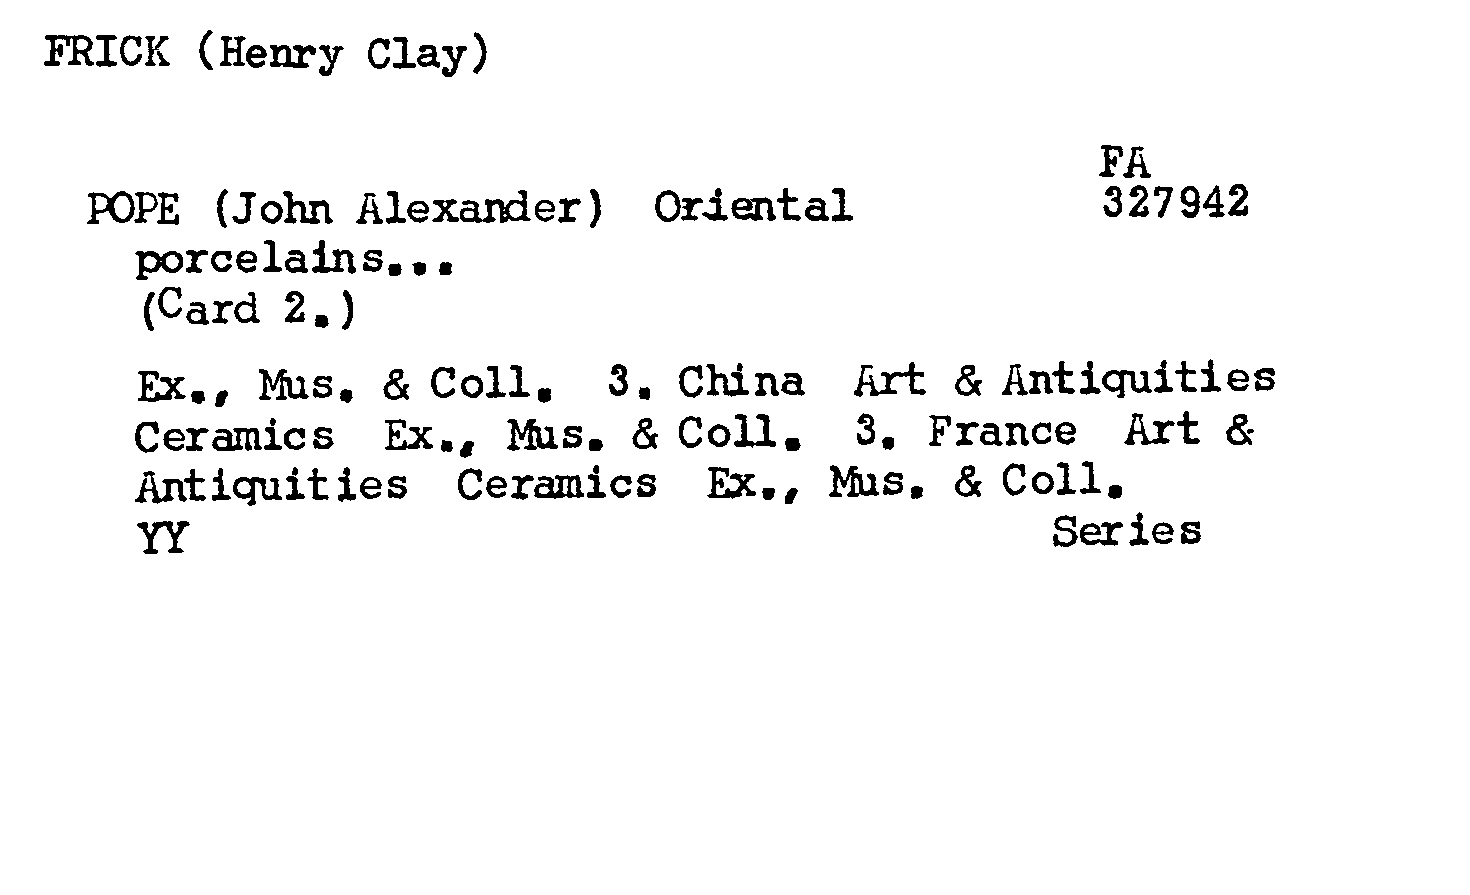 FRICK (Henry Clay)
FA
POPE (John Alexander) Oriental 327942
porcelains...
(Card 2.)
Ex., Mus. & Coll. 3. China Art & Antiquities
Ceramics Ex., Mus. & Coll. 3. France Art &
Antiquities Ceramics Ex., Mus. & Coll.
YY Series